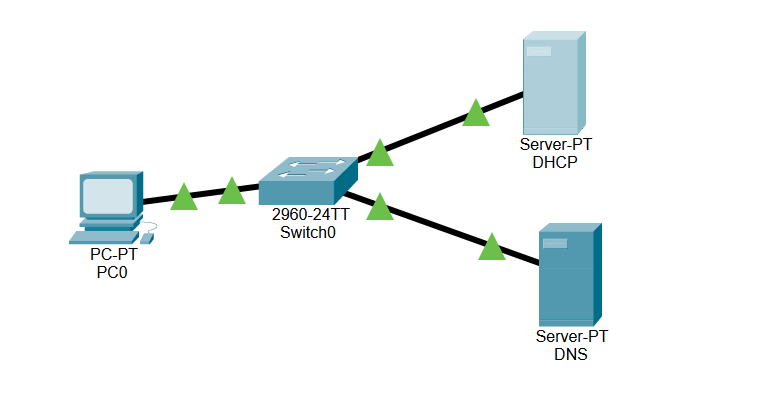 Server-PT
DHCP
2960-24TT
Switch0
PC-PT
PC0
Server-PT
DNS